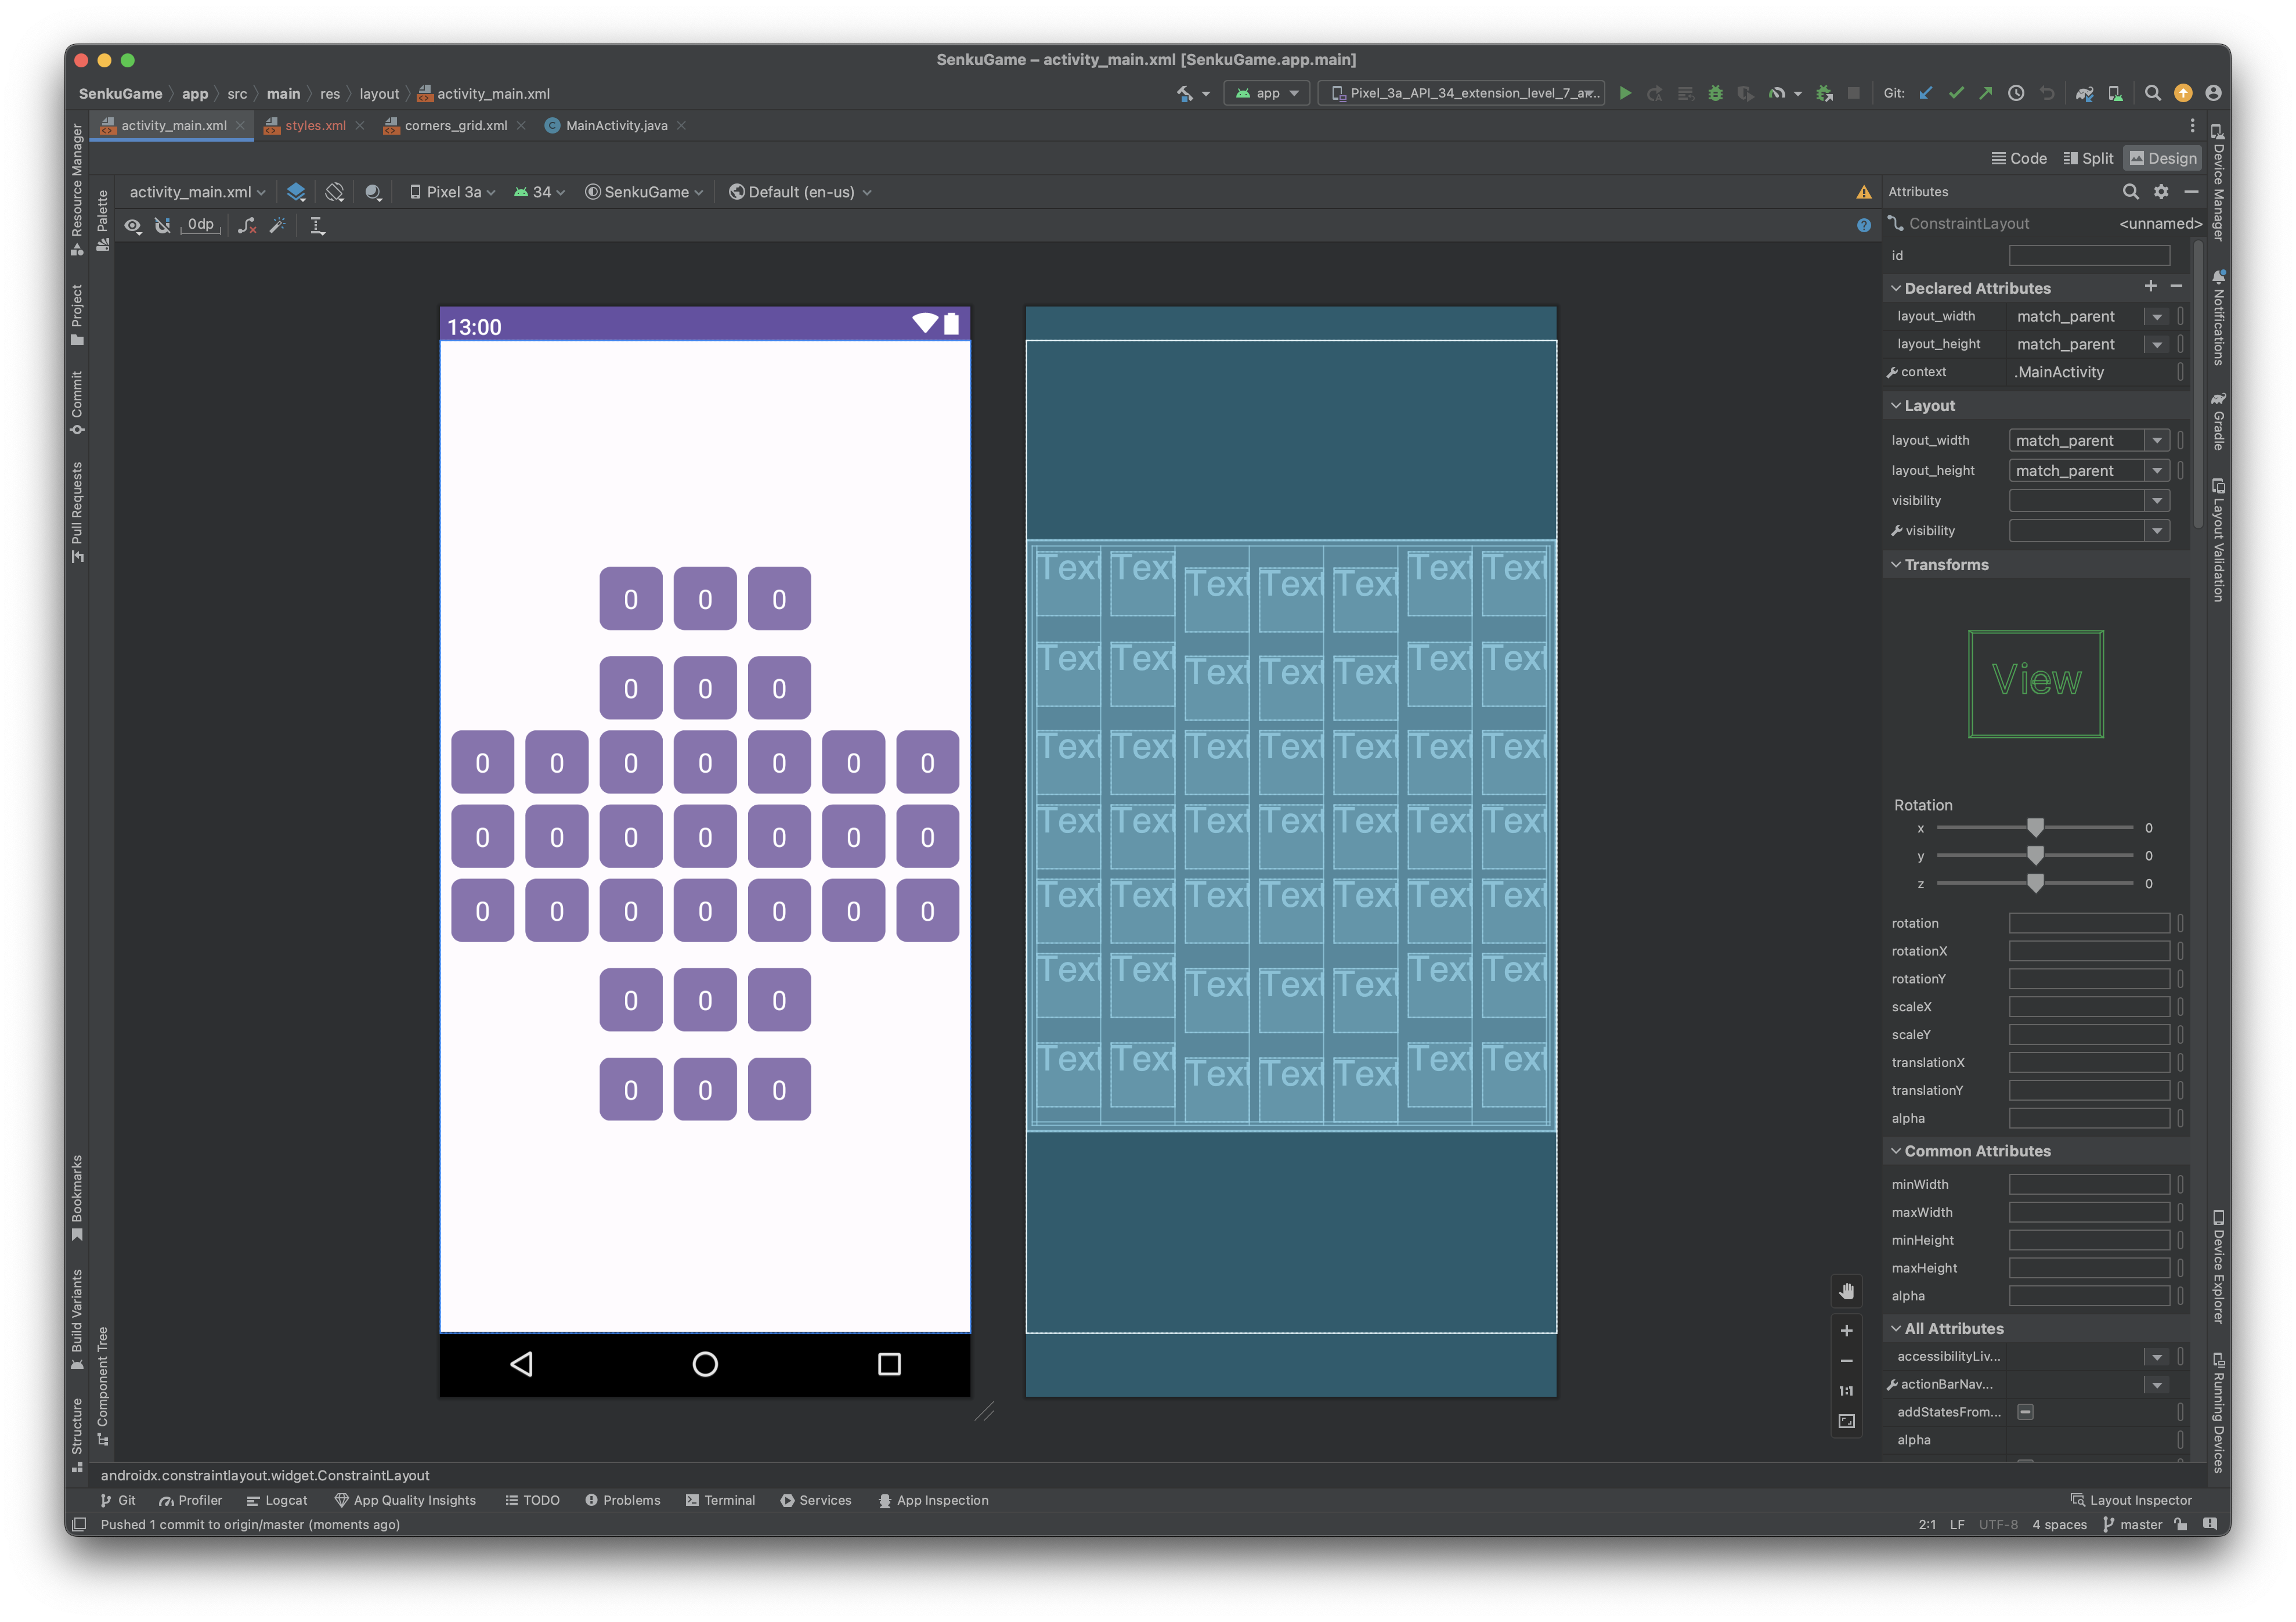 SenkuGame – activity_main.xml [SenkuGame.app.main]
SenkuGame app src main res layout activity_main.xml
app Pixel_3a_API_34_extension_level_7_a... Git:
activity_main.xml styles.xml corners_grid.xml MainActivity.java
Code Split Design
activity_main.xml Pixel 3a 34 SenkuGame Default (en-us)
0dp
Resource Manager
Project
Commit
Pull Requests
Bookmarks
Build Variants
Structure
Palette
Component Tree
13:00
0 0 0
0 0 0
0 0 0 0 0 0 0
0 0 0 0 0 0 0
0 0 0 0 0 0 0
0 0 0
0 0 0
Text Text Text Text Text Text Text
Text Text Text Text Text Text Text
Text Text Text Text Text Text Text
Text Text Text Text Text Text Text
Text Text Text Text Text Text Text
Text Text Text Text Text Text Text
Text Text Text Text Text Text Text
1:1
Attributes
ConstraintLayout <unnamed>
id
Declared Attributes
layout_width match_parent
layout_height match_parent
context .MainActivity
Layout
layout_width match_parent
layout_height match_parent
visibility
visibility
Transforms
View
Rotation
x 0
y 0
z 0
rotation
rotationX
rotationY
scaleX
scaleY
translationX
translationY
alpha
Common Attributes
minWidth
maxWidth
minHeight
maxHeight
alpha
All Attributes
accessibilityLiv...
actionBarNav...
addStatesFrom...
alpha
Device Manager
Notifications
Gradle
Layout Validation
Device Explorer
Running Devices
androidx.constraintlayout.widget.ConstraintLayout
Git Profiler Logcat App Quality Insights TODO Problems Terminal Services App Inspection Layout Inspector
Pushed 1 commit to origin/master (moments ago) 2:1 LF UTF-8 4 spaces master